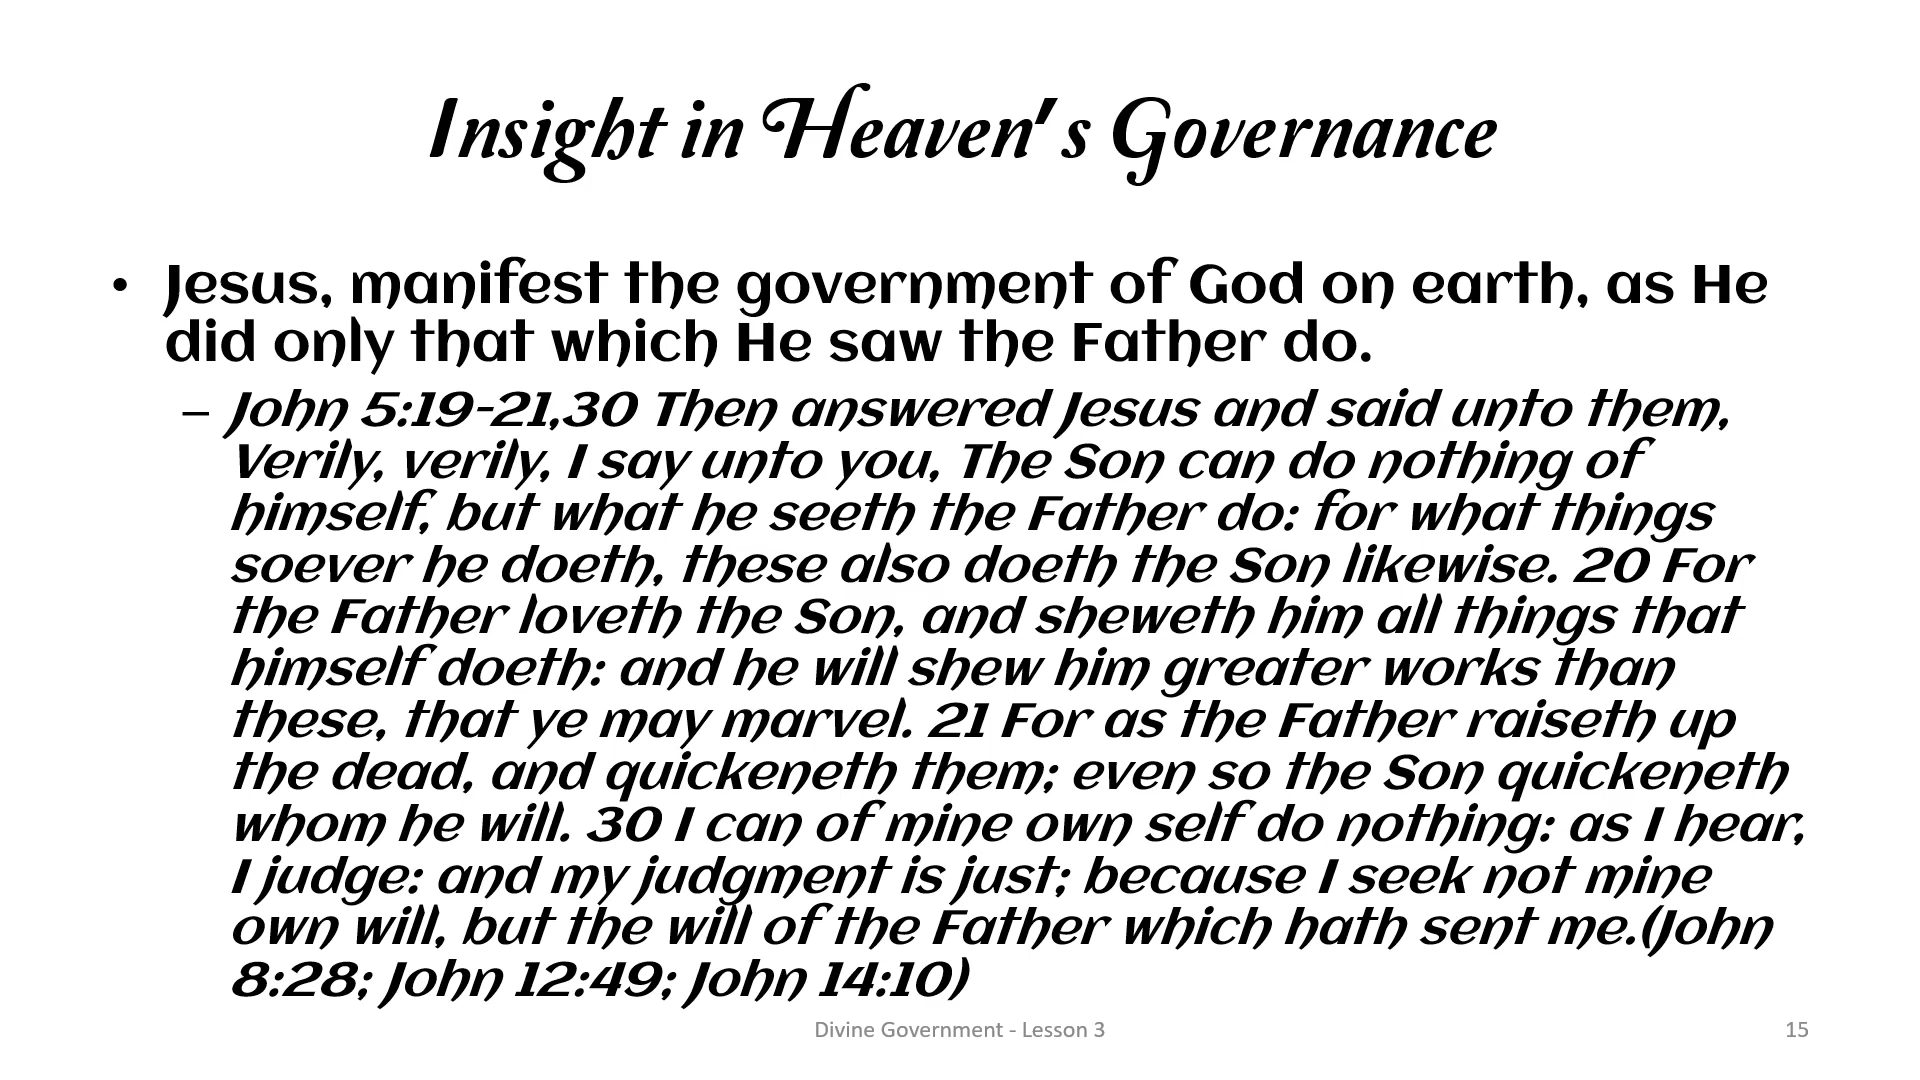 Insight in Heaven's Governance
• Jesus, manifest the government of God on earth, as He
did only that which He saw the Father do.
– John 5:19-21,30 Then answered Jesus and said unto them,
Verily, verily, I say unto you, The Son can do nothing of
himself, but what he seeth the Father do: for what things
soever he doeth, these also doeth the Son likewise. 20 For
the Father loveth the Son, and sheweth him all things that
himself doeth: and he will shew him greater works than
these, that ye may marvel. 21 For as the Father raiseth up
the dead, and quickeneth them; even so the Son quickeneth
whom he will. 30 I can of mine own self do nothing: as I hear,
I judge: and my judgment is just; because I seek not mine
own will, but the will of the Father which hath sent me.(John
8:28; John 12:49; John 14:10)
Divine Government - Lesson 3
15